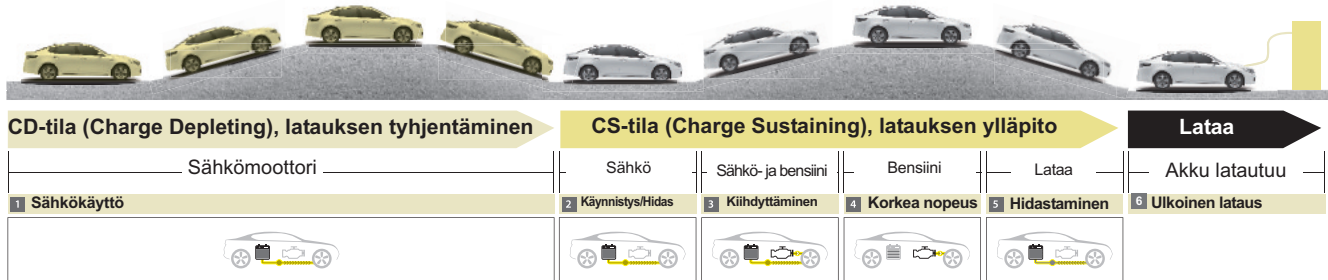 CD-tila (Charge Depleting), latauksen tyhjentäminen
CS-tila (Charge Sustaining), latauksen ylläpito
Lataa
Sähkömoottori
Sähkö
Sähkö- ja bensiini
Bensiini
Lataa
Akku latautuu
1 Sähkökäyttö
2 Käynnistys/Hidas
3 Kiihdyttäminen
4 Korkea nopeus
5 Hidastaminen
6 Ulkoinen lataus